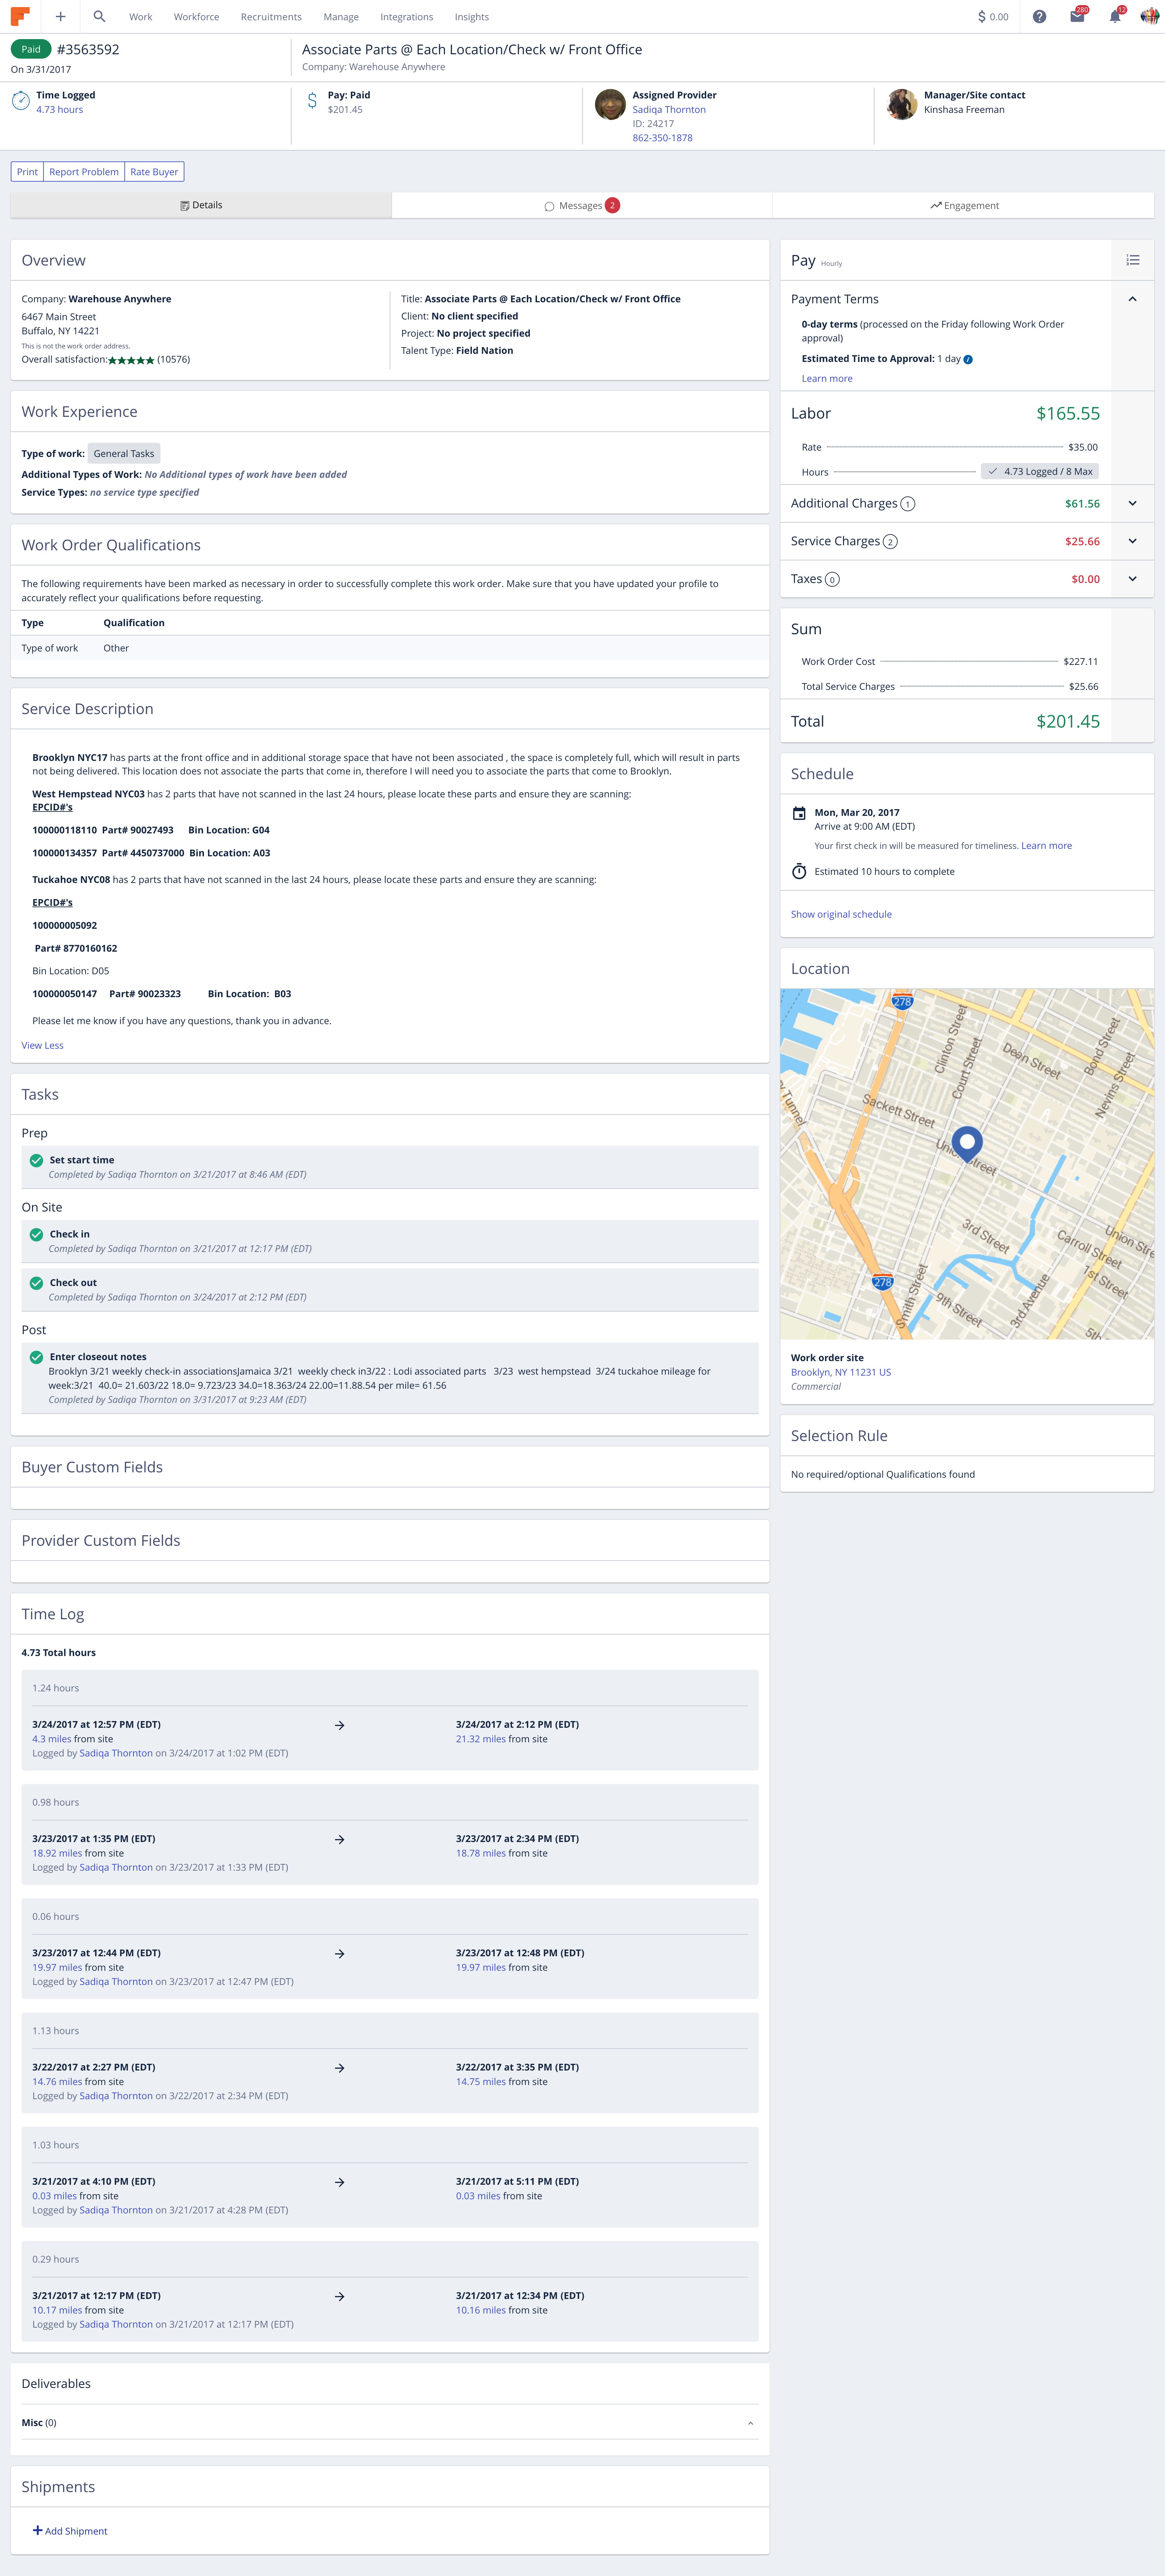 Work Workforce Recruitments Manage Integrations Insights $ 0.00 280 12
Paid #3563592
On 3/31/2017
Associate Parts @ Each Location/Check w/ Front Office
Company: Warehouse Anywhere
Time Logged
4.73 hours
Pay: Paid
$201.45
Assigned Provider
Sadiqa Thornton
ID: 24217
862-350-1878
Manager/Site contact
Kinshasa Freeman
Print Report Problem Rate Buyer
Details Messages 2 Engagement
Overview
Company: Warehouse Anywhere
6467 Main Street
Buffalo, NY 14221
This is not the work order address.
Overall satisfaction:★★★★★ (10576)
Title: Associate Parts @ Each Location/Check w/ Front Office
Client: No client specified
Project: No project specified
Talent Type: Field Nation
Work Experience
Type of work: General Tasks
Additional Types of Work: No Additional types of work have been added
Service Types: no service type specified
Work Order Qualifications
The following requirements have been marked as necessary in order to successfully complete this work order. Make sure that you have updated your profile to
accurately reflect your qualifications before requesting.
Type Qualification
Type of work Other
Service Description
Brooklyn NYC17 has parts at the front office and in additional storage space that have not been associated , the space is completely full, which will result in parts
not being delivered. This location does not associate the parts that come in, therefore I will need you to associate the parts that come to Brooklyn.
West Hempstead NYC03 has 2 parts that have not scanned in the last 24 hours, please locate these parts and ensure they are scanning:
EPCID#'s
100000118110 Part# 90027493 Bin Location: G04
100000134357 Part# 4450737000 Bin Location: A03
Tuckahoe NYC08 has 2 parts that have not scanned in the last 24 hours, please locate these parts and ensure they are scanning:
EPCID#'s
100000005092
Part# 8770160162
Bin Location: D05
100000050147 Part# 90023323 Bin Location: B03
Please let me know if you have any questions, thank you in advance.
View Less
Tasks
Prep
Set start time
Completed by Sadiqa Thornton on 3/21/2017 at 8:46 AM (EDT)
On Site
Check in
Completed by Sadiqa Thornton on 3/21/2017 at 12:17 PM (EDT)
Check out
Completed by Sadiqa Thornton on 3/24/2017 at 2:12 PM (EDT)
Post
Enter closeout notes
Brooklyn 3/21 weekly check-in associationsJamaica 3/21 weekly check in3/22 : Lodi associated parts 3/23 west hempstead 3/24 tuckahoe mileage for
week:3/21 40.0= 21.603/22 18.0= 9.723/23 34.0=18.363/24 22.00=11.88.54 per mile= 61.56
Completed by Sadiqa Thornton on 3/31/2017 at 9:23 AM (EDT)
Buyer Custom Fields
Provider Custom Fields
Time Log
4.73 Total hours
1.24 hours
3/24/2017 at 12:57 PM (EDT) 3/24/2017 at 2:12 PM (EDT)
4.3 miles from site 21.32 miles from site
Logged by Sadiqa Thornton on 3/24/2017 at 1:02 PM (EDT)
0.98 hours
3/23/2017 at 1:35 PM (EDT) 3/23/2017 at 2:34 PM (EDT)
18.92 miles from site 18.78 miles from site
Logged by Sadiqa Thornton on 3/23/2017 at 1:33 PM (EDT)
0.06 hours
3/23/2017 at 12:44 PM (EDT) 3/23/2017 at 12:48 PM (EDT)
19.97 miles from site 19.97 miles from site
Logged by Sadiqa Thornton on 3/23/2017 at 12:47 PM (EDT)
1.13 hours
3/22/2017 at 2:27 PM (EDT) 3/22/2017 at 3:35 PM (EDT)
14.76 miles from site 14.75 miles from site
Logged by Sadiqa Thornton on 3/22/2017 at 2:34 PM (EDT)
1.03 hours
3/21/2017 at 4:10 PM (EDT) 3/21/2017 at 5:11 PM (EDT)
0.03 miles from site 0.03 miles from site
Logged by Sadiqa Thornton on 3/21/2017 at 4:28 PM (EDT)
0.29 hours
3/21/2017 at 12:17 PM (EDT) 3/21/2017 at 12:34 PM (EDT)
10.17 miles from site 10.16 miles from site
Logged by Sadiqa Thornton on 3/21/2017 at 12:17 PM (EDT)
Deliverables
Misc (0)
Shipments
Add Shipment
Pay Hourly
Payment Terms
0-day terms (processed on the Friday following Work Order
approval)
Estimated Time to Approval: 1 day
Learn more
Labor $165.55
Rate $35.00
Hours 4.73 Logged / 8 Max
Additional Charges 1 $61.56
Service Charges 2 $25.66
Taxes 0 $0.00
Sum
Work Order Cost $227.11
Total Service Charges $25.66
Total $201.45
Schedule
Mon, Mar 20, 2017
Arrive at 9:00 AM (EDT)
Your first check in will be measured for timeliness. Learn more
Estimated 10 hours to complete
Show original schedule
Location
278
Clinton Street
Court Street
Dean Street
Bond Street
Nevins Street
y Tunnel
Sackett Street
3rd Street
Carroll Street
Union Stre
1st Street
278
Smith Street
9th Street
3rd Avenue
5th
Work order site
Brooklyn, NY 11231 US
Commercial
Selection Rule
No required/optional Qualifications found